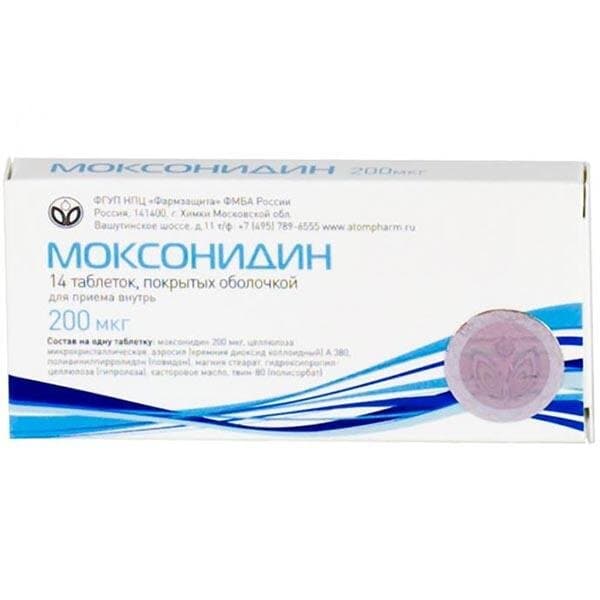 МОКСОНИДИН 200мкг
ФГУП НПЦ «Фармзащита» ФМБА России
Россия, 141400, г. Химки Московской обл.
Вашутинское шоссе, д.11 т/ф: +7 (495) 789-6555 www.atompharm.ru
МОКСОНИДИН
14 таблеток, покрытых оболочкой
для приема внутрь
200 мкг
Состав на одну таблетку: моксонидин 200 мкг, целлюлоза
микрокристаллическая, аэросил (кремния диоксид коллоидный) А 380,
поливинилпирролидон (повидон), магния стеарат, гидроксипропил-
целлюлоза (гипролоза), касторовое масло, твин-80 (полисорбат)